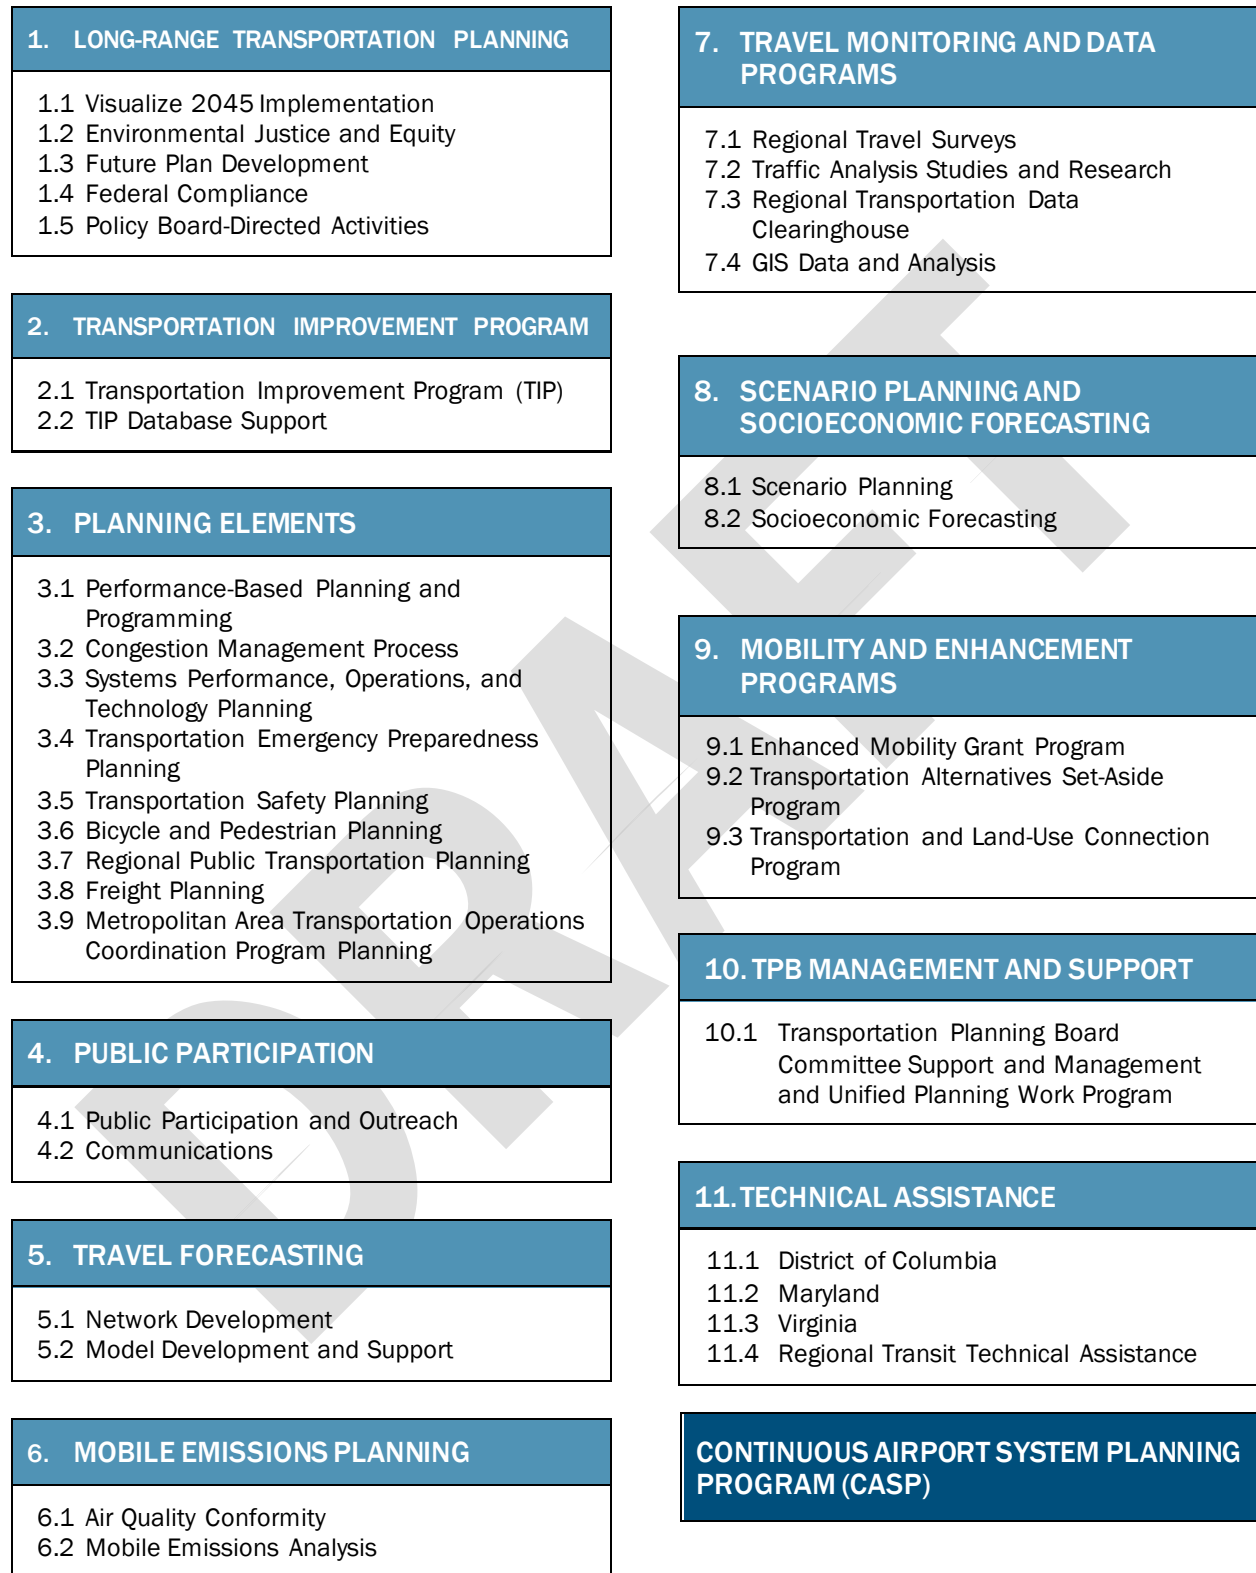 1. LONG-RANGE TRANSPORTATION PLANNING
1.1 Visualize 2045 Implementation
1.2 Environmental Justice and Equity
1.3 Future Plan Development
1.4 Federal Compliance
1.5 Policy Board-Directed Activities
2. TRANSPORTATION IMPROVEMENT PROGRAM
2.1 Transportation Improvement Program (TIP)
2.2 TIP Database Support
3. PLANNING ELEMENTS
3.1 Performance-Based Planning and
Programming
3.2 Congestion Management Process
3.3 Systems Performance, Operations, and
Technology Planning
3.4 Transportation Emergency Preparedness
Planning
3.5 Transportation Safety Planning
3.6 Bicycle and Pedestrian Planning
3.7 Regional Public Transportation Planning
3.8 Freight Planning
3.9 Metropolitan Area Transportation Operations
Coordination Program Planning
4. PUBLIC PARTICIPATION
4.1 Public Participation and Outreach
4.2 Communications
5. TRAVEL FORECASTING
5.1 Network Development
5.2 Model Development and Support
6. MOBILE EMISSIONS PLANNING
6.1 Air Quality Conformity
6.2 Mobile Emissions Analysis
7. TRAVEL MONITORING AND DATA
PROGRAMS
7.1 Regional Travel Surveys
7.2 Traffic Analysis Studies and Research
7.3 Regional Transportation Data
Clearinghouse
7.4 GIS Data and Analysis
8. SCENARIO PLANNING AND
SOCIOECONOMIC FORECASTING
8.1 Scenario Planning
8.2 Socioeconomic Forecasting
9. MOBILITY AND ENHANCEMENT
PROGRAMS
9.1 Enhanced Mobility Grant Program
9.2 Transportation Alternatives Set-Aside
Program
9.3 Transportation and Land-Use Connection
Program
10. TPB MANAGEMENT AND SUPPORT
10.1 Transportation Planning Board
Committee Support and Management
and Unified Planning Work Program
11. TECHNICAL ASSISTANCE
11.1 District of Columbia
11.2 Maryland
11.3 Virginia
11.4 Regional Transit Technical Assistance
CONTINUOUS AIRPORT SYSTEM PLANNING
PROGRAM (CASP)
DRAFT